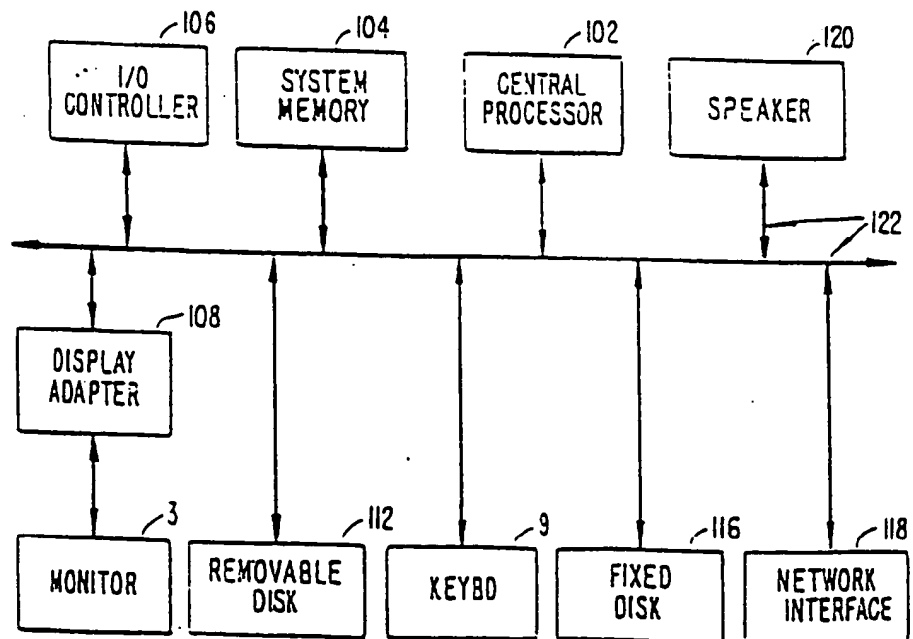 106
104
102
120
I/O
CONTROLLER
SYSTEM
MEMORY
CENTRAL
PROCESSOR
SPEAKER
122
108
DISPLAY
ADAPTER
3
112
9
116
118
MONITOR
REMOVABLE
DISK
KEYBD
FIXED
DISK
NETWORK
INTERFACE